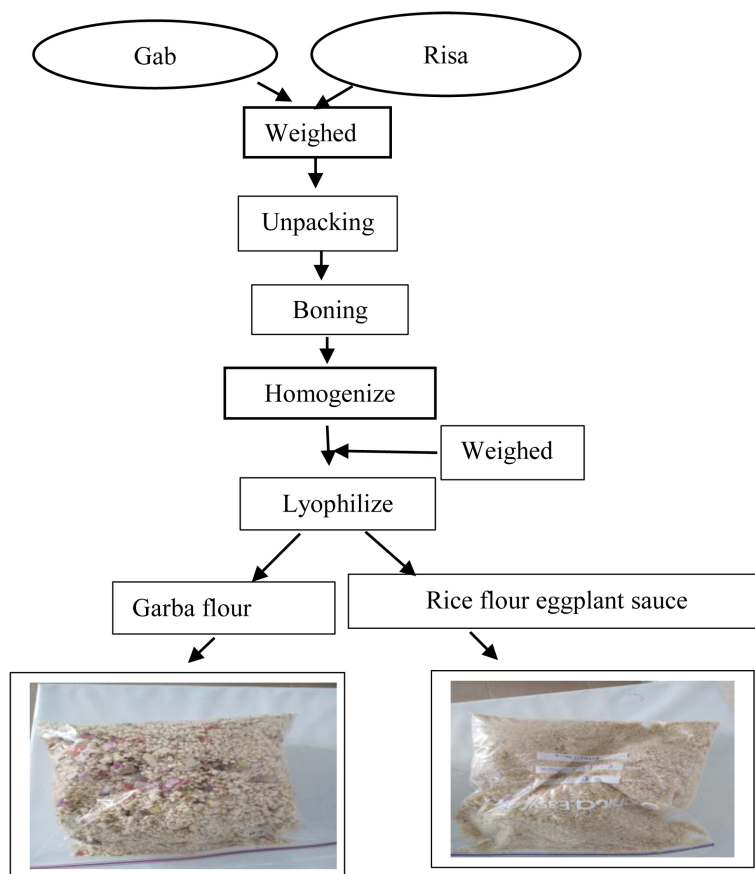 Gab
Risa
Weighed
Unpacking
Boning
Homogenize
Weighed
Lyophilize
Garba flour
Rice flour eggplant sauce